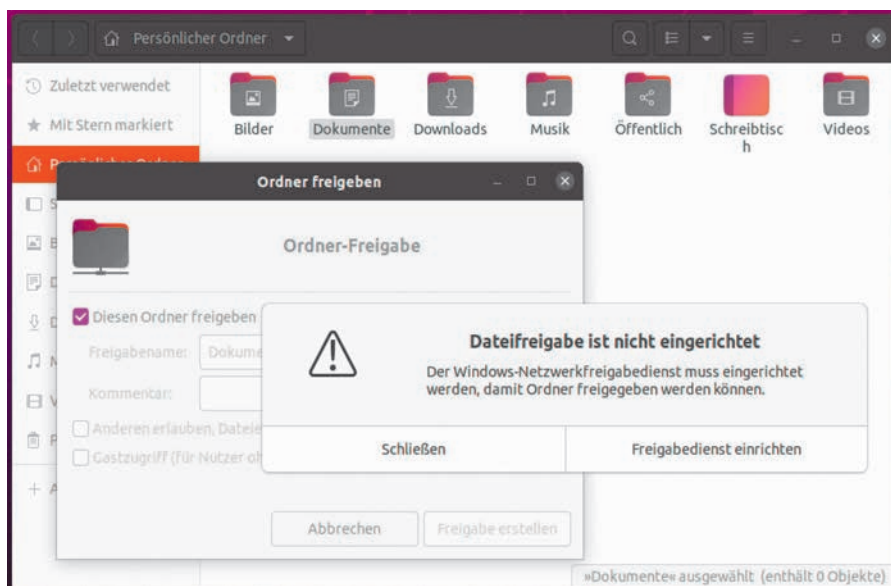 Persönlicher Ordner
Zuletzt verwendet
Mit Stern markiert
Bilder
Dokumente
Downloads
Musik
Öffentlich
Schreibtisc
h
Videos
Ordner freigeben
Ordner-Freigabe
Diesen Ordner freigeben
Freigabename:
Kommentar:
Anderen erlauben,
Gastzugriff (für Nutzer
Dateifreigabe ist nicht eingerichtet
Der Windows-Netzwerkfreigabedienst muss eingerichtet
werden, damit Ordner freigegeben werden können.
Schließen
Freigabedienst einrichten
Abbrechen
Freigabe erstellen
»Dokumente« ausgewählt (enthält 0 Objekte)